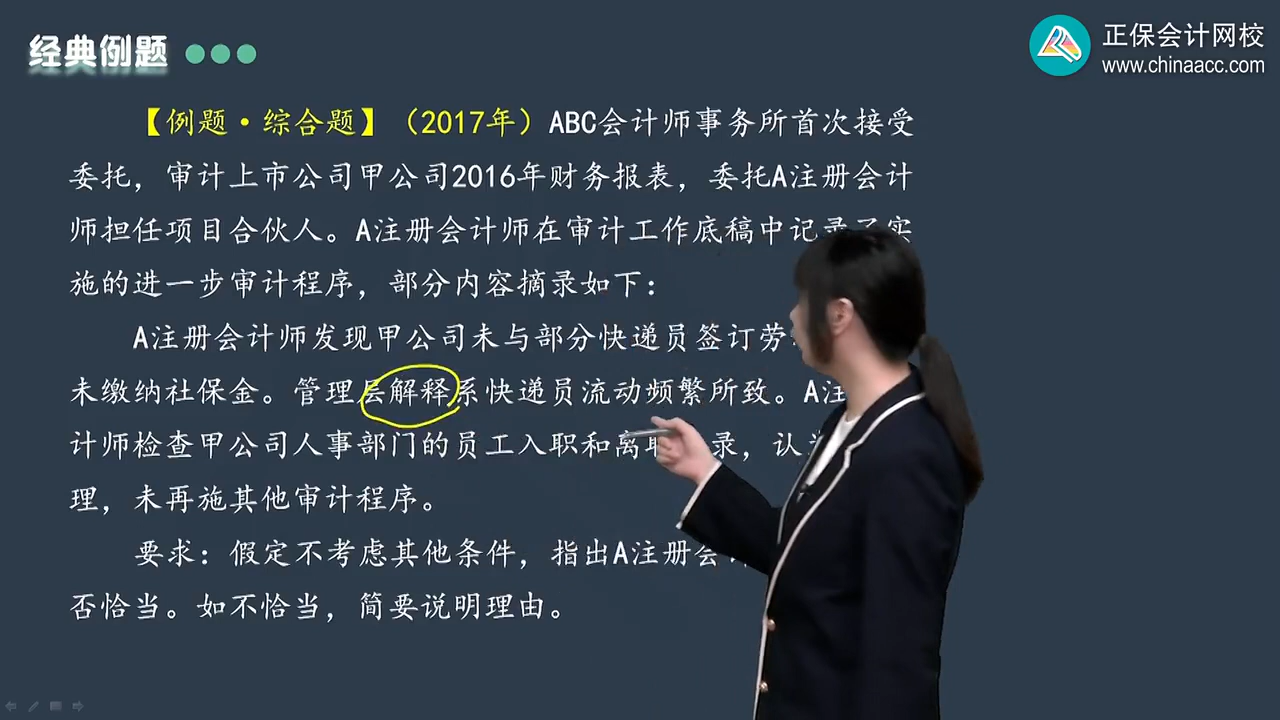 经典例题
正保会计网校
www.chinaacc.com
【例题·综合题】（2017年）ABC会计师事务所首次接受
委托，审计上市公司甲公司2016年财务报表，委托A注册会计
师担任项目合伙人。A注册会计师在审计工作底稿中记录了实
施的进一步审计程序，部分内容摘录如下：
A注册会计师发现甲公司未与部分快递员签订劳
未缴纳社保金。管理层解释系快递员流动频繁所致。A注
计师检查甲公司人事部门的员工入职和离职 录，认
理，未再施其他审计程序。
要求：假定不考虑其他条件，指出A注册会
否恰当。如不恰当，简要说明理由。